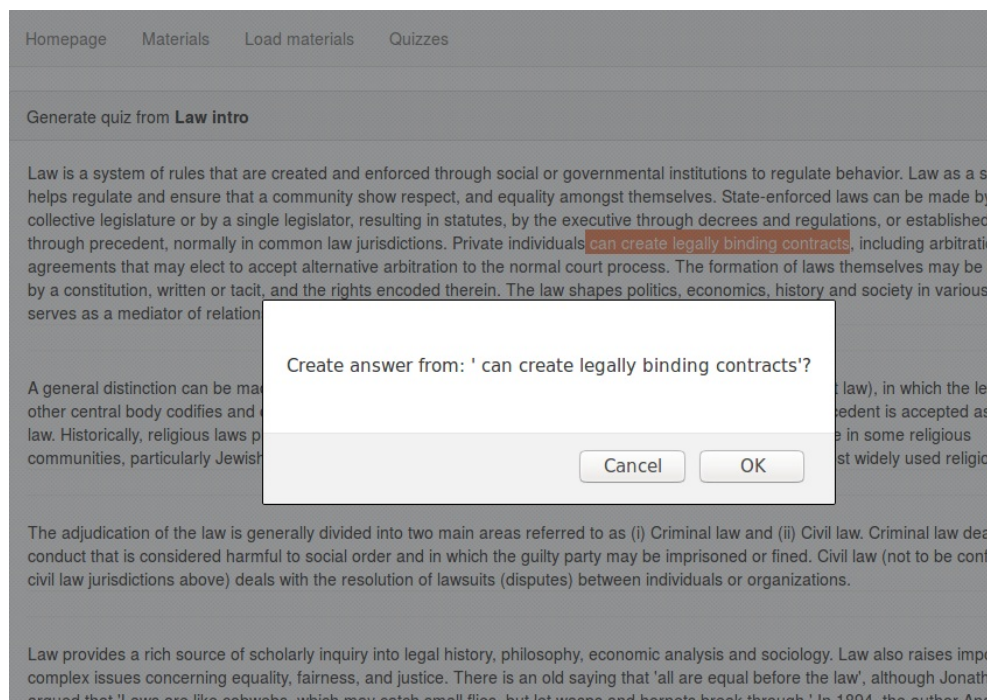 Homepage Materials Load materials Quizzes
Generate quiz from Law intro
Law is a system of rules that are created and enforced through social or governmental institutions to regulate behavior. Law as a s
helps regulate and ensure that a community show respect, and equality amongst themselves. State-enforced laws can be made by
collective legislature or by a single legislator, resulting in statutes, by the executive through decrees and regulations, or established
through precedent, normally in common law jurisdictions. Private individuals can create legally binding contracts, including arbitrati
agreements that may elect to accept alternative arbitration to the normal court process. The formation of laws themselves may be
by a constitution, written or tacit, and the rights encoded therein. The law shapes politics, economics, history and society in various
serves as a mediator of relation
Create answer from: ' can create legally binding contracts'?
Cancel OK
A general distinction can be ma t law), in which the le
other central body codifies and cedent is accepted as
law. Historically, religious laws p e in some religious
communities, particularly Jewish st widely used religio
The adjudication of the law is generally divided into two main areas referred to as (i) Criminal law and (ii) Civil law. Criminal law dea
conduct that is considered harmful to social order and in which the guilty party may be imprisoned or fined. Civil law (not to be conf
civil law jurisdictions above) deals with the resolution of lawsuits (disputes) between individuals or organizations.
Law provides a rich source of scholarly inquiry into legal history, philosophy, economic analysis and sociology. Law also raises impo
complex issues concerning equality, fairness, and justice. There is an old saying that 'all are equal before the law', although Jonath